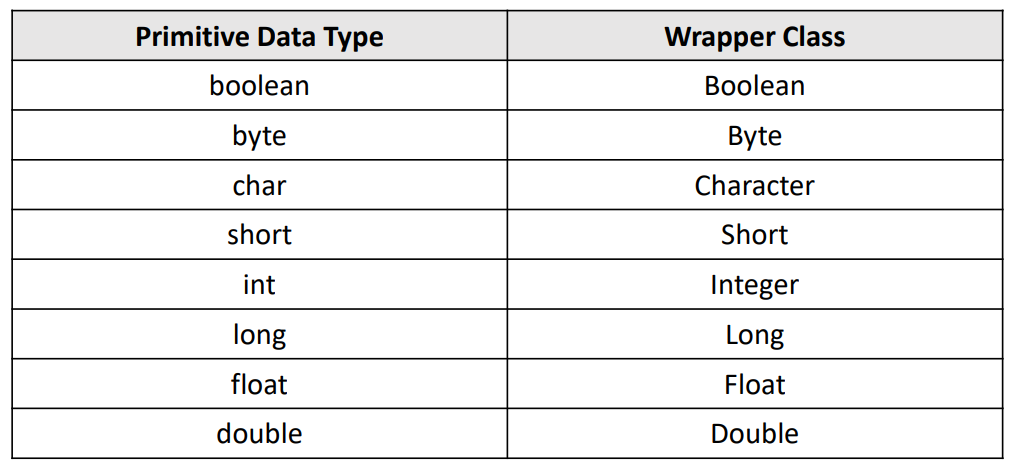 Primitive Data Type Wrapper Class
boolean Boolean
byte Byte
char Character
short Short
int Integer
long Long
float Float
double Double